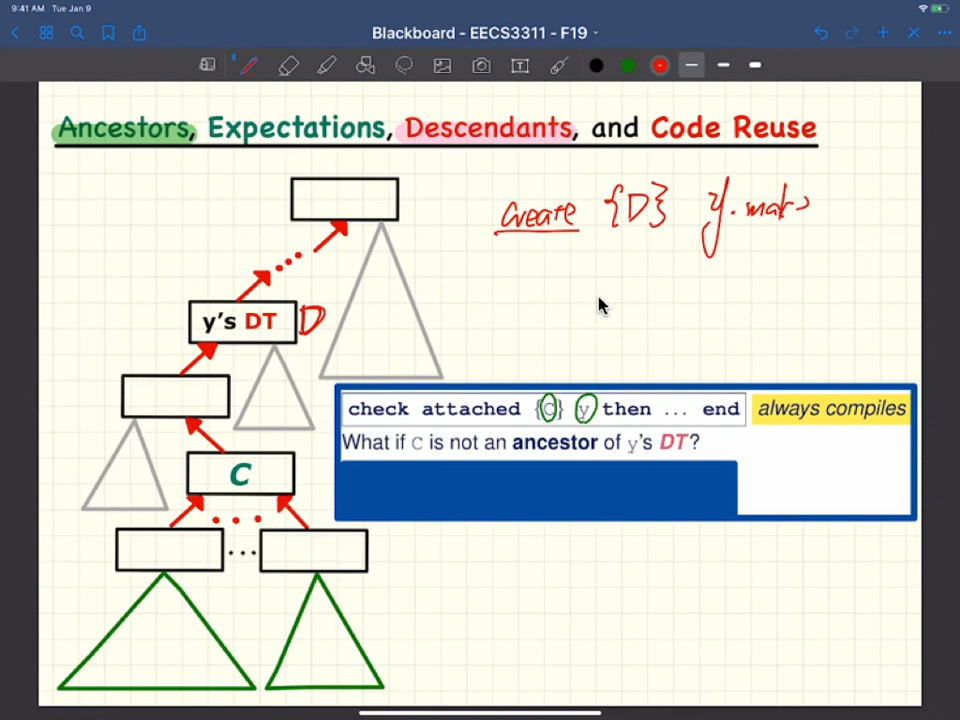 9:41 AM Tue Jan 9
Blackboard - EECS3311 - F19
Ancestors, Expectations, Descendants, and Code Reuse
create {D} y.make
y's DT D
check attached {C} y then ... end always compiles
What if C is not an ancestor of y's DT?
C
...